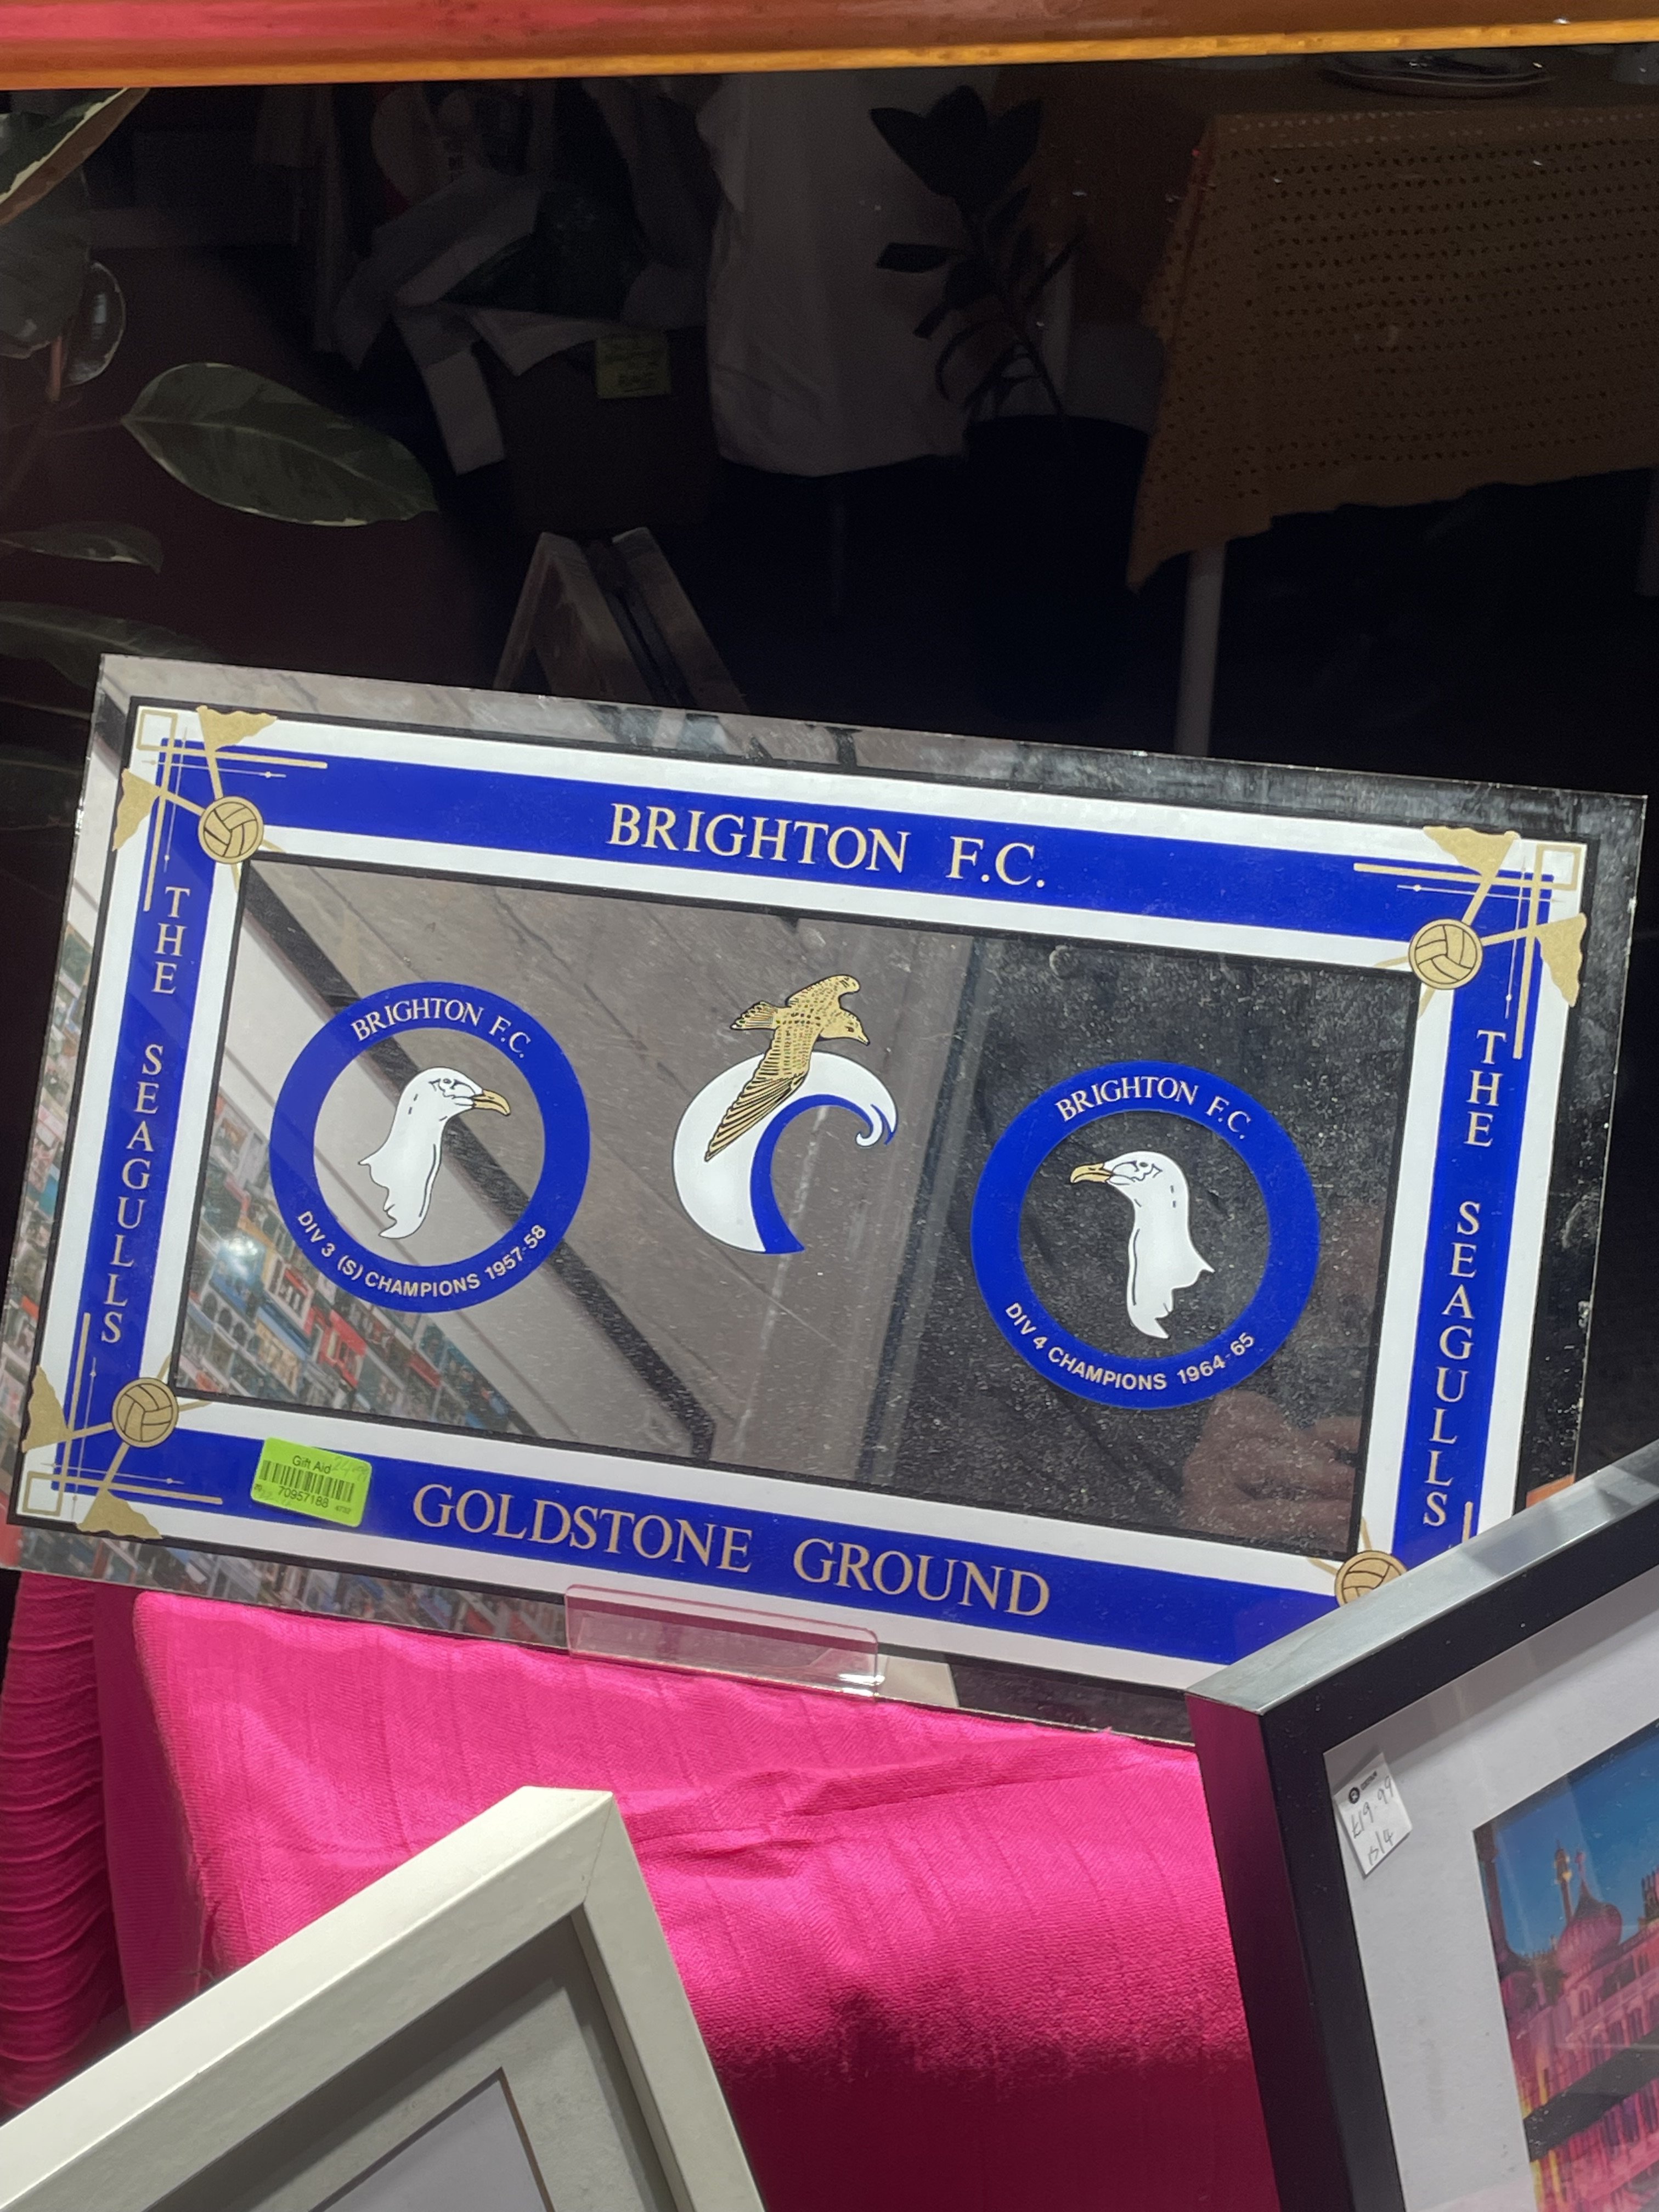 BRIGHTON F.C.
THE SEAGULLS
BRIGHTON F.C.
DIV 3 (S) CHAMPIONS 1957-58
BRIGHTON F.C.
DIV 4 CHAMPIONS 1964-65
THE SEAGULLS
Gift Aid
70957188
GOLDSTONE GROUND
£19.99